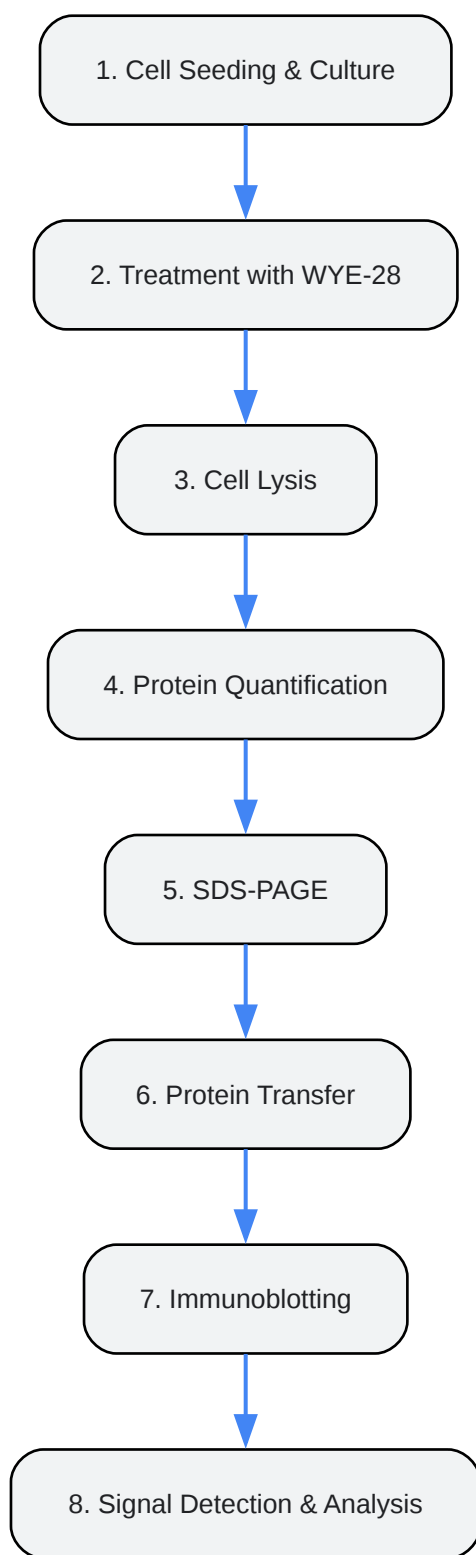 1. Cell Seeding & Culture
2. Treatment with WYE-28
3. Cell Lysis
4. Protein Quantification
5. SDS-PAGE
6. Protein Transfer
7. Immunoblotting
8. Signal Detection & Analysis